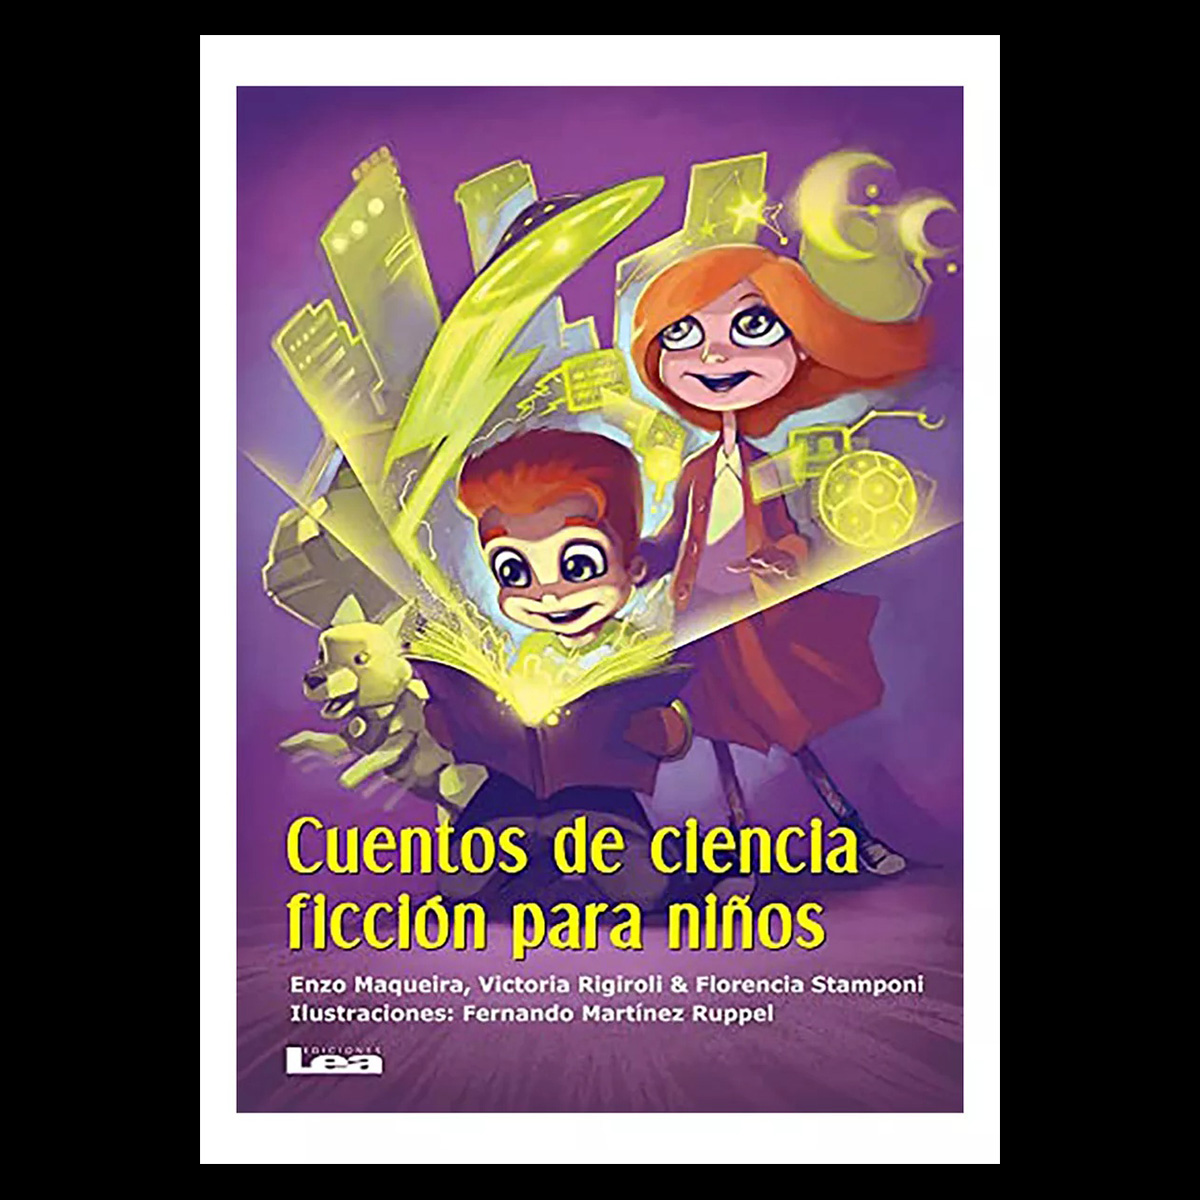 Cuentos de ciencia
ficción para niños
Enzo Maqueira, Victoria Rigiroli & Florencia Stamponi
Ilustraciones: Fernando Martínez Ruppel
EDICIONES
Lea